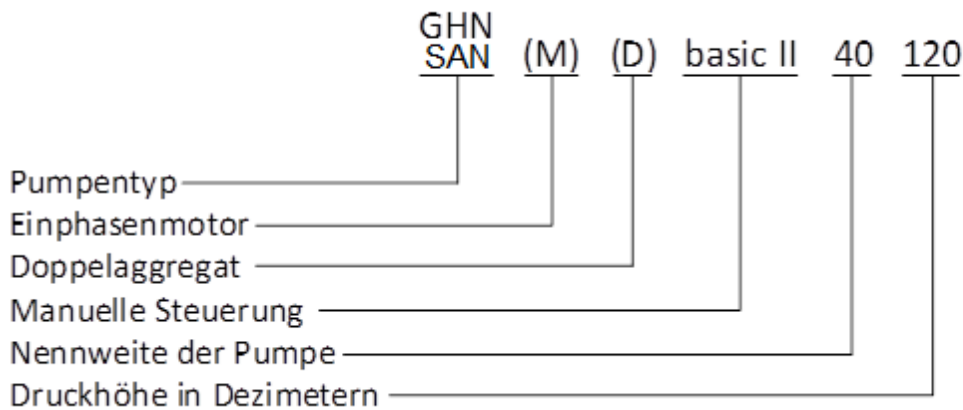 GHN
SAN (M) (D) basic II 40 120
Pumpentyp
Einphasenmotor
Doppelaggregat
Manuelle Steuerung
Nennweite der Pumpe
Druckhöhe in Dezimetern